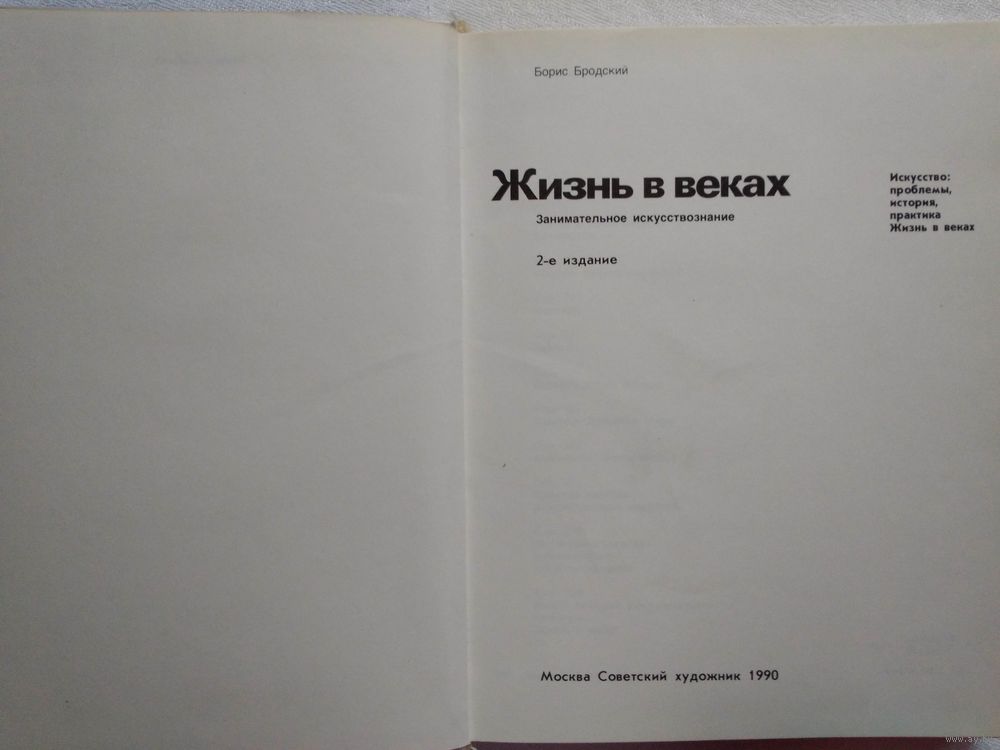 Борис Бродский
Жизнь в веках
Занимательное искусствознание
2-е издание
Искусство:
проблемы,
история,
практика
Жизнь в веках
Москва Советский художник 1990